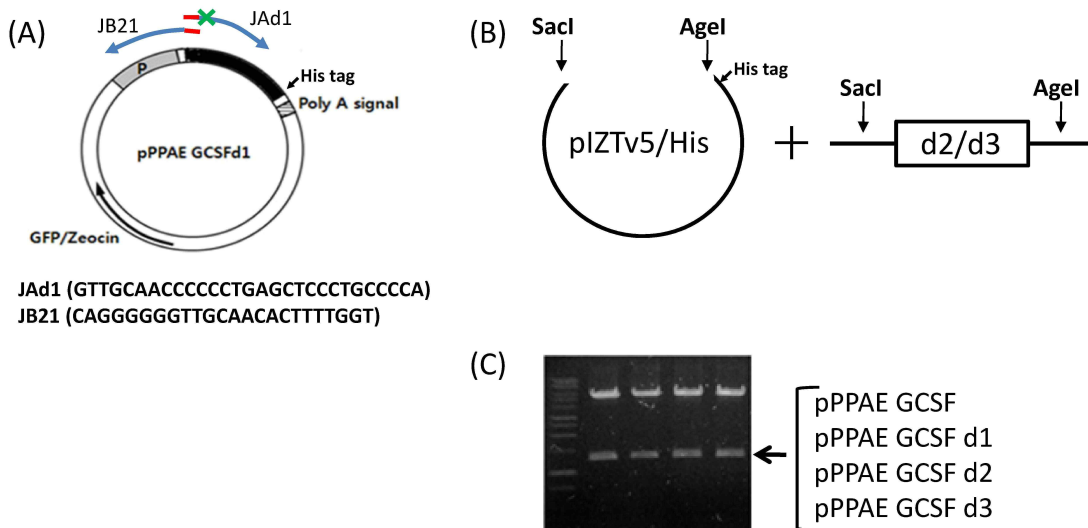 (A)
JB21
JAd1
P
His tag
Poly A signal
pPPAE GCSFd1
GFP/Zeocin
JAd1 (GTTGCAACCCCCCTGAGCTCCCTGCCCCA)
JB21 (CAGGGGGGTTGCAACACTTTTGGT)
(B)
SacI
AgeI
His tag
pIZTv5/His
+
SacI
AgeI
d2/d3
(C)
pPPAE GCSF
pPPAE GCSF d1
pPPAE GCSF d2
pPPAE GCSF d3